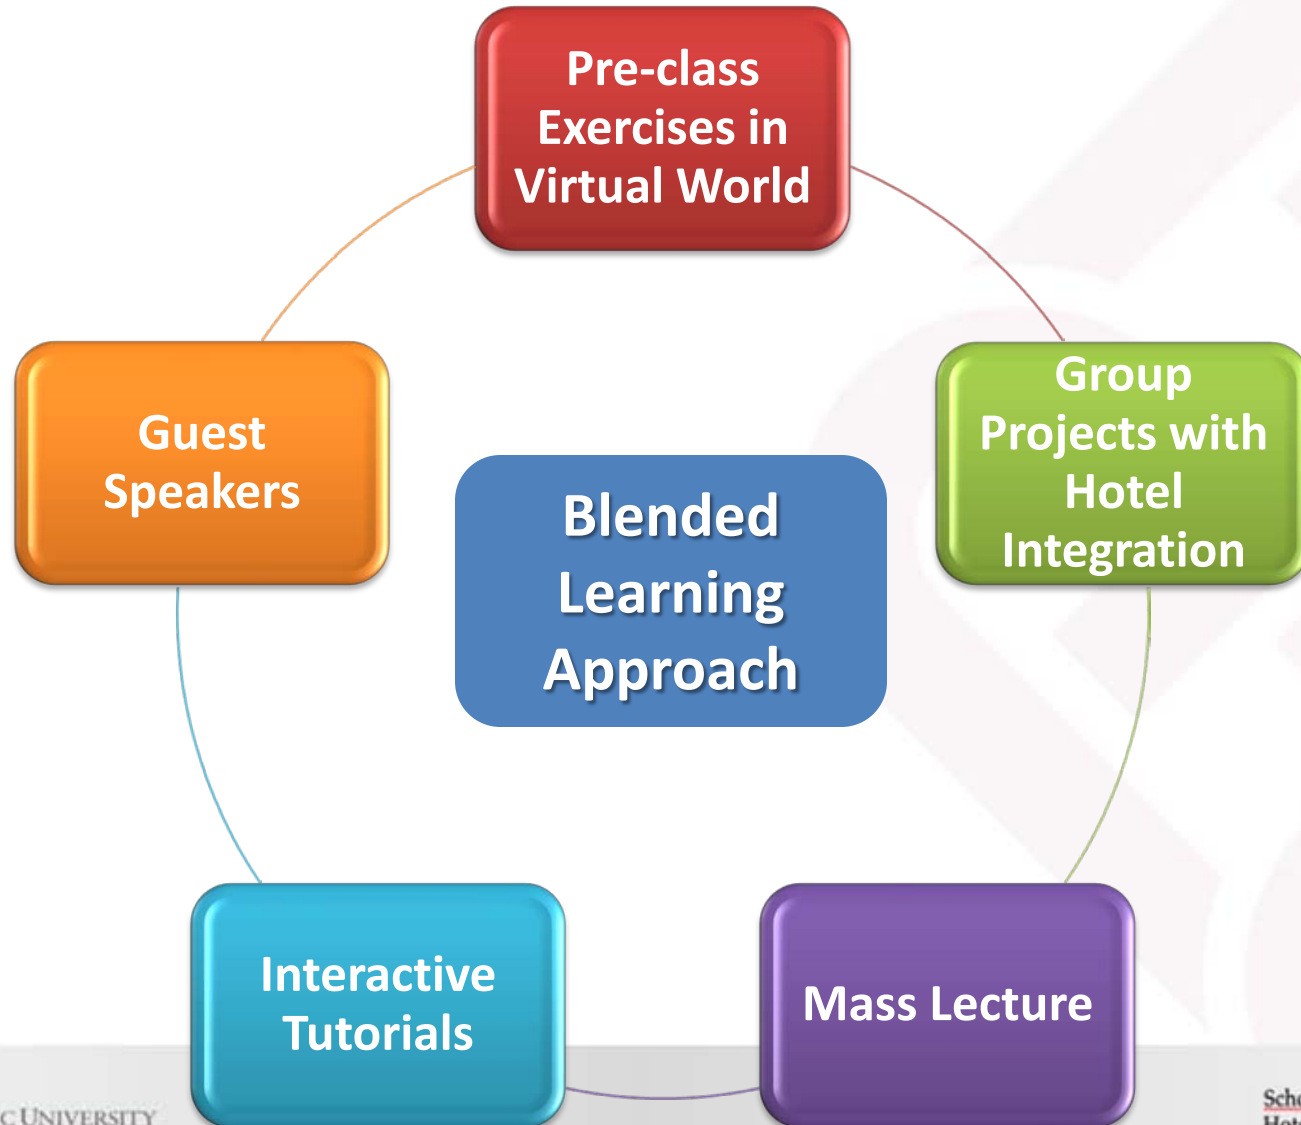 Pre-class
Exercises in
Virtual World
Guest
Speakers
Group
Projects with
Hotel
Integration
Blended
Learning
Approach
Interactive
Tutorials
Mass Lecture
UNIVERSITY